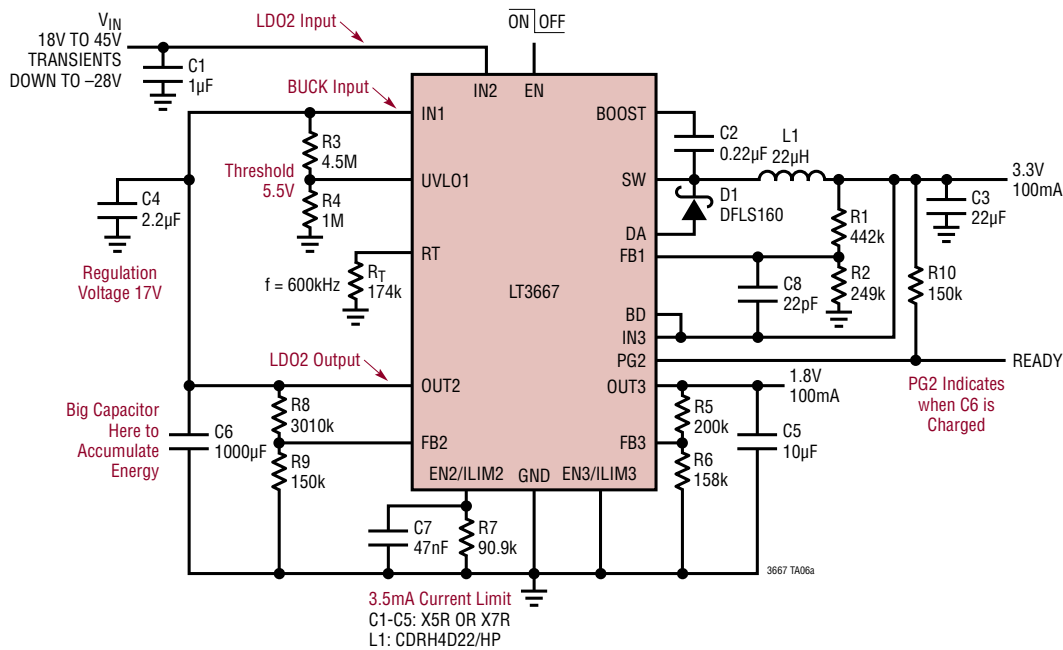 V_IN
18V TO 45V
TRANSIENTS
DOWN TO –28V
C1
1µF
LDO2 Input
ON OFF
IN2
EN
BUCK Input
IN1
BOOST
R3
4.5M
C2
0.22µF
L1
22µH
Threshold
5.5V
UVLO1
SW
3.3V
100mA
C4
2.2µF
R4
1M
D1
DFLS160
C3
22µF
DA
R1
442k
Regulation
Voltage 17V
RT
FB1
f = 600kHz
R_T
174k
LT3667
C8
22pF
R2
249k
R10
150k
BD
IN3
LDO2 Output
PG2
READY
OUT2
OUT3
1.8V
100mA
PG2 Indicates
when C6 is
Charged
Big Capacitor
Here to
Accumulate
Energy
C6
1000µF
R8
3010k
FB2
R9
150k
R5
200k
FB3
R6
158k
C5
10µF
EN2/ILIM2
GND
EN3/ILIM3
C7
47nF
R7
90.9k
3667 TA06a
3.5mA Current Limit
C1-C5: X5R OR X7R
L1: CDRH4D22/HP